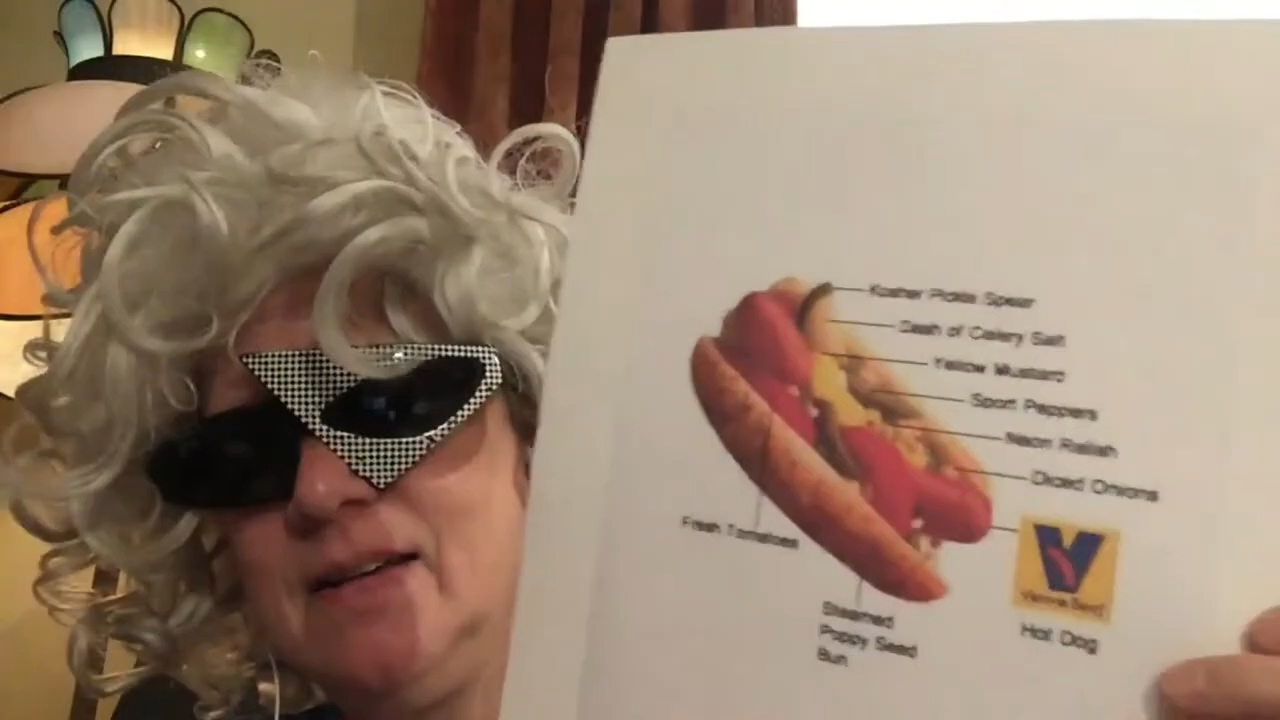 Kosher Pickle Spear
Dash of Celery Salt
Yellow Mustard
Sport Peppers
Neon Relish
Diced Onions
Fresh Tomatoes
V
Vienna Beef
Hot Dog
Steamed
Poppy Seed
Bun